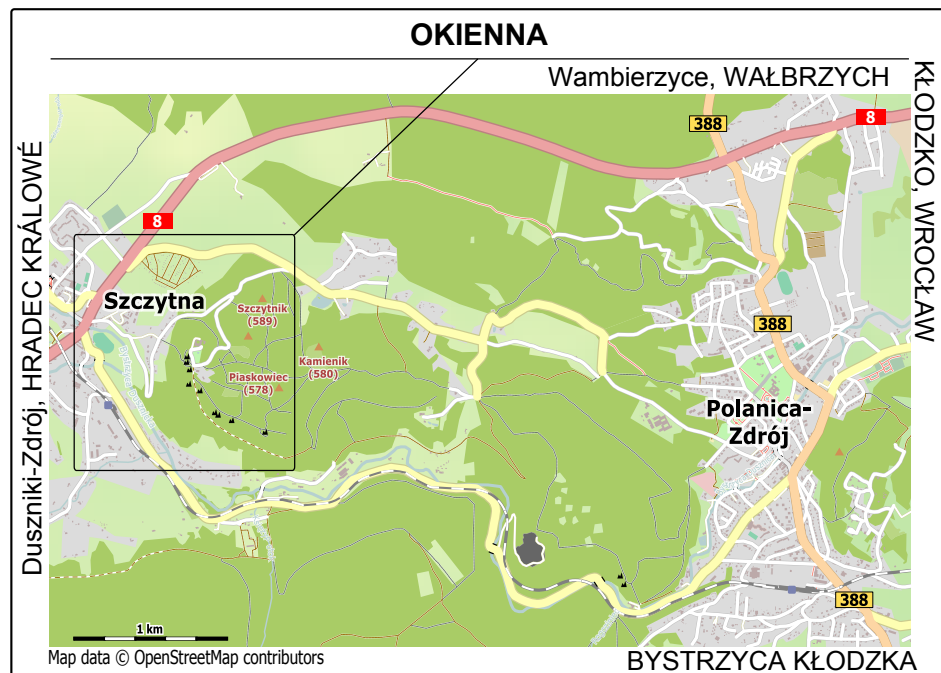 OKIENNA
Wambierzyce, WAŁBRZYCH
KŁODZKO, WROCŁAW
Duszniki-Zdrój, HRADEC KRÁLOWÉ
388
8
8
Szczytna
Szczytnik
(589)
Kamienik
(580)
Piaskowiec
(578)
388
Polanica-
Zdrój
388
1 km
Map data © OpenStreetMap contributors
BYSTRZYCA KŁODZKA